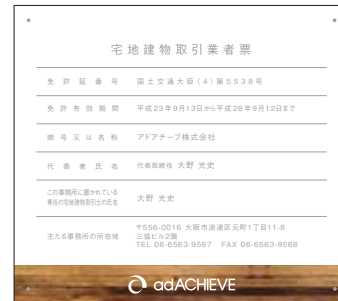 宅地建物取引業者票
免許証番号 国土交通大臣(4)第5538号
免許有効期間 平成23年9月13日から平成28年9月12日まで
商号又は名称 アドアチーブ株式会社
代表者氏名 代表取締役 大野 光史
この事務所に置かれている
専任の宅地建物取引士の氏名 大野 光史
主たる事務所の所在地 〒556-0016 大阪市浪速区元町1丁目11-8
三協ビル2階
TEL 06-6563-9567 FAX 06-6563-9568
adACHIEVE